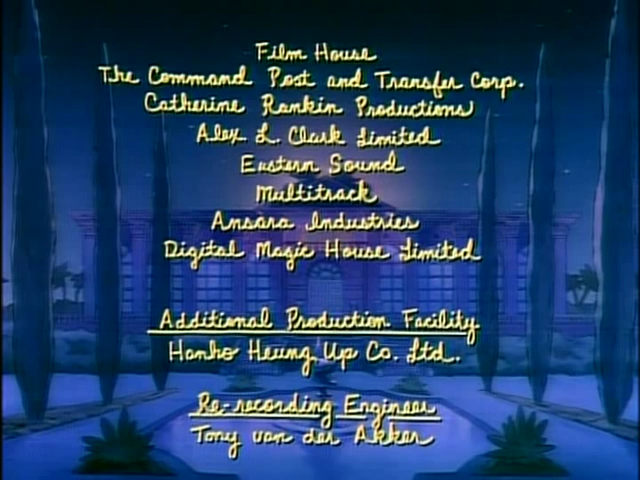 Film House
The Command Post and Transfer Corp.
Catherine Rankin Productions
Alex L. Clark Limited
Eastern Sound
Multitrack
Ansara Industries
Digital Magic House Limited
Additional Production Facility
Hanho Heung Up Co. Ltd.
Re-recording Engineer
Tony van der Akker